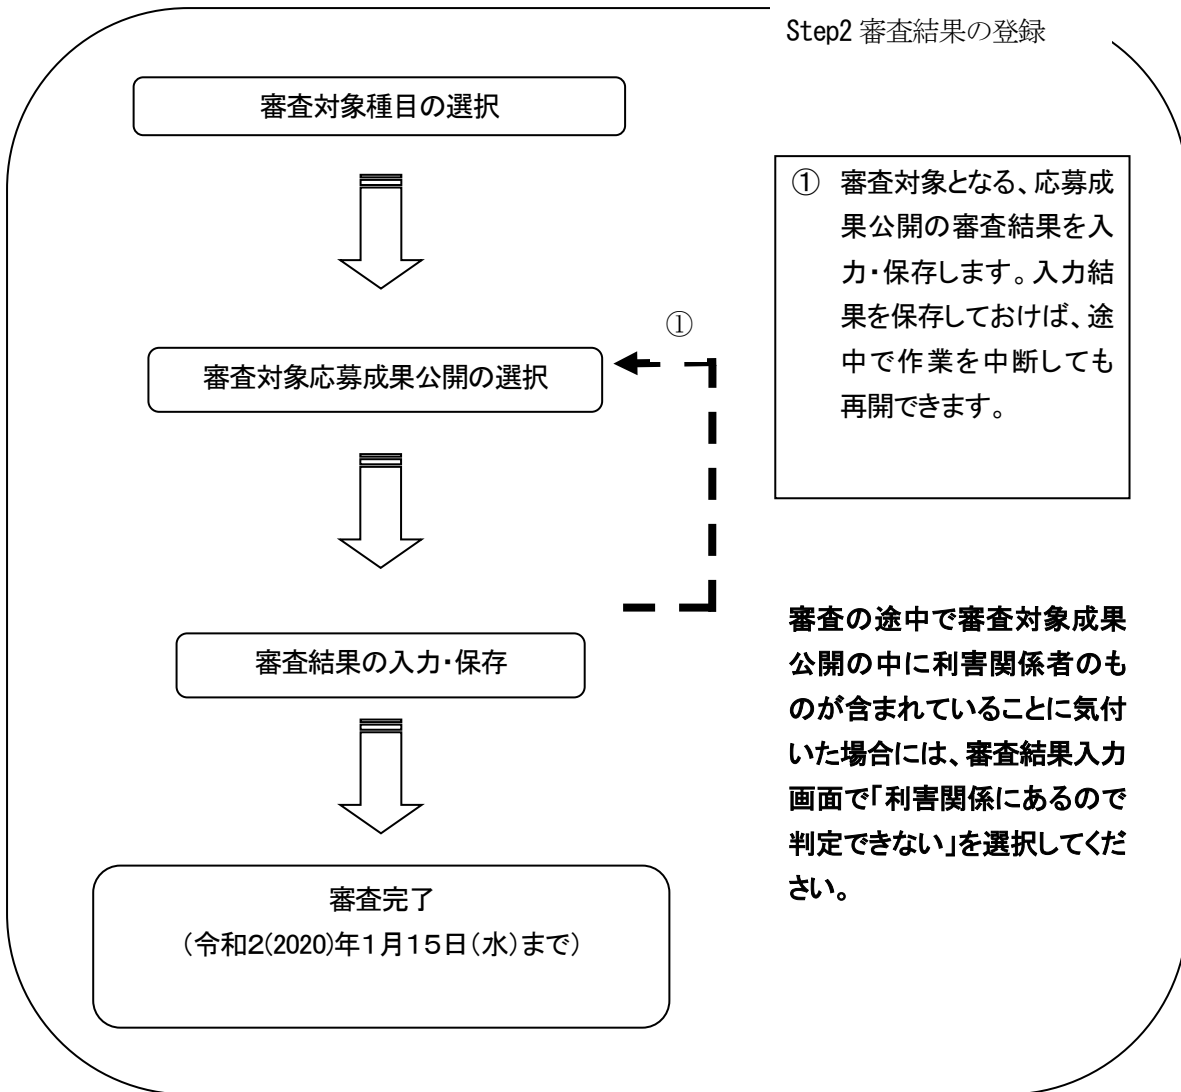 Step2 審査結果の登録
審査対象種目の選択
① 審査対象となる、応募成
果公開の審査結果を入
力・保存します。入力結
果を保存しておけば、途
中で作業を中断しても
再開できます。
①
審査対象応募成果公開の選択
審査結果の入力・保存
審査の途中で審査対象成果
公開の中に利害関係者のも
のが含まれていることに気付
いた場合には、審査結果入力
画面で「利害関係にあるので
判定できない」を選択してくだ
さい。
審査完了
（令和2(2020)年１月１５日（水）まで）